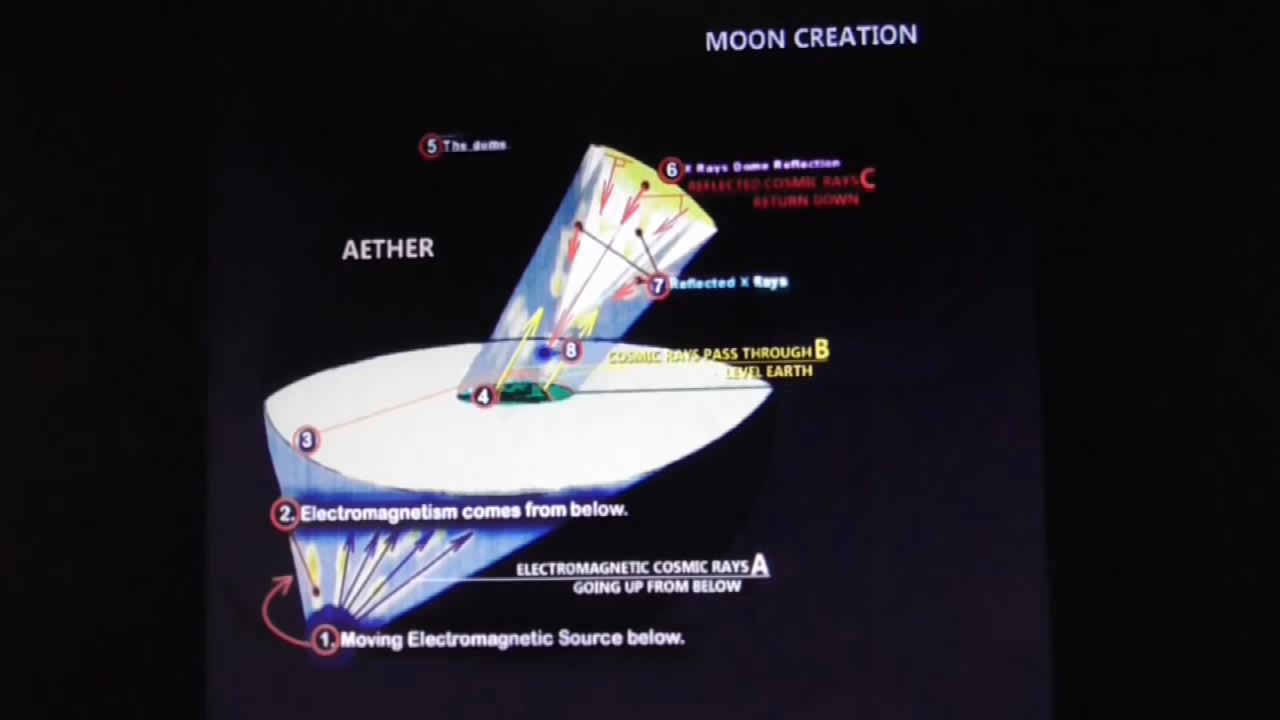 MOON CREATION
5 The dome
6 X Rays Dome Reflection
REFLECTED COSMIC RAYS C
RETURN DOWN
AETHER
7 Reflected X Rays
8
COSMIC RAYS PASS THROUGH B
LEVEL EARTH
4
3
2. Electromagnetism comes from below.
ELECTROMAGNETIC COSMIC RAYS A
GOING UP FROM BELOW
1. Moving Electromagnetic Source below.